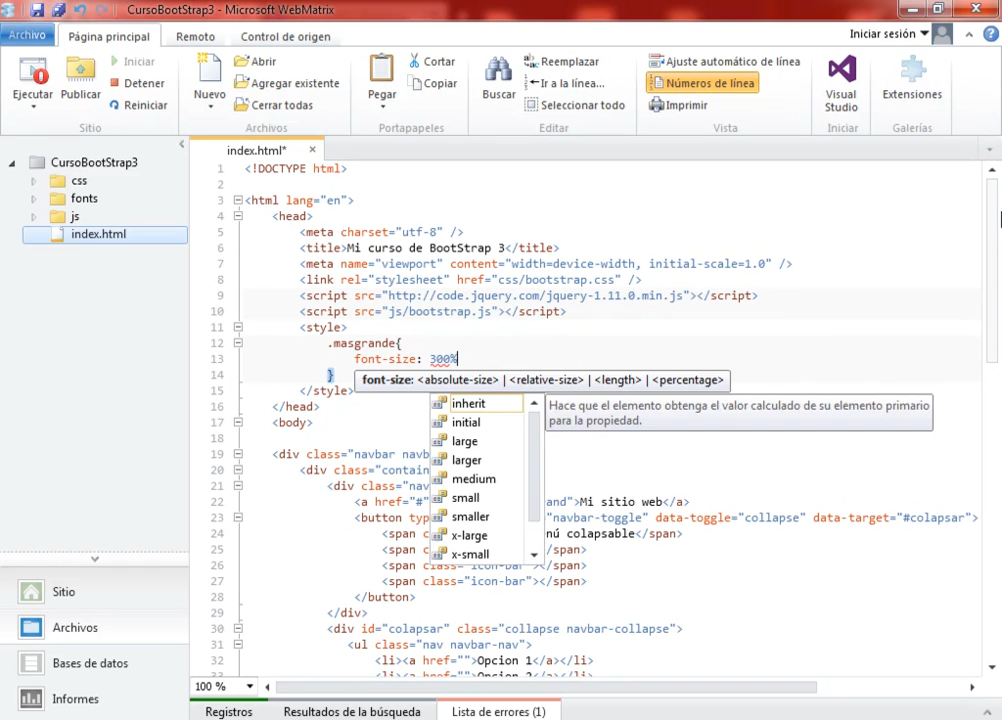 CursoBootStrap3 - Microsoft WebMatrix
Archivo
Página principal
Remoto
Control de origen
Iniciar sesión
Ejecutar
Publicar
Iniciar
Detener
Reiniciar
Sitio
Nuevo
Abrir
Agregar existente
Cerrar todas
Archivos
Pegar
Cortar
Copiar
Portapapeles
Buscar
Reemplazar
Ir a la línea...
Seleccionar todo
Editar
Ajuste automático de línea
Números de línea
Imprimir
Vista
Visual Studio
Iniciar
Extensiones
Galerías
CursoBootStrap3
css
fonts
js
index.html
index.html*
1 <!DOCTYPE html>
2
3 <html lang="en">
4 <head>
5 <meta charset="utf-8" />
6 <title>Mi curso de BootStrap 3</title>
7 <meta name="viewport" content="width=device-width, initial-scale=1.0" />
8 <link rel="stylesheet" href="css/bootstrap.css" />
9 <script src="http://code.jquery.com/jquery-1.11.0.min.js"></script>
10 <script src="js/bootstrap.js"></script>
11 <style>
12 .masgrande{
13 font-size: 300%
14 }
font-size: <absolute-size> | <relative-size> | <length> | <percentage>
15 </style>
16 </head>
17 <body>
18
19 <div class="navbar navb
20 <div class="contain
21 <div class="nav
22 <a href="#" and">Mi sitio web</a>
23 <button typ "navbar-toggle" data-toggle="collapse" data-target="#colapsar">
24 <span c nú colapsable</span>
25 <span c ></span>
26 <span class="icon-bar"></span>
27 <span class="icon-bar"></span>
28 </button>
29 </div>
30 <div id="colapsar" class="collapse navbar-collapse">
31 <ul class="nav navbar-nav">
32 <li><a href="">Opcion 1</a></li>
inherit
initial
large
larger
medium
small
smaller
x-large
x-small
Hace que el elemento obtenga el valor calculado de su elemento primario
para la propiedad.
Sitio
Archivos
Bases de datos
Informes
100 %
Registros
Resultados de la búsqueda
Lista de errores (1)